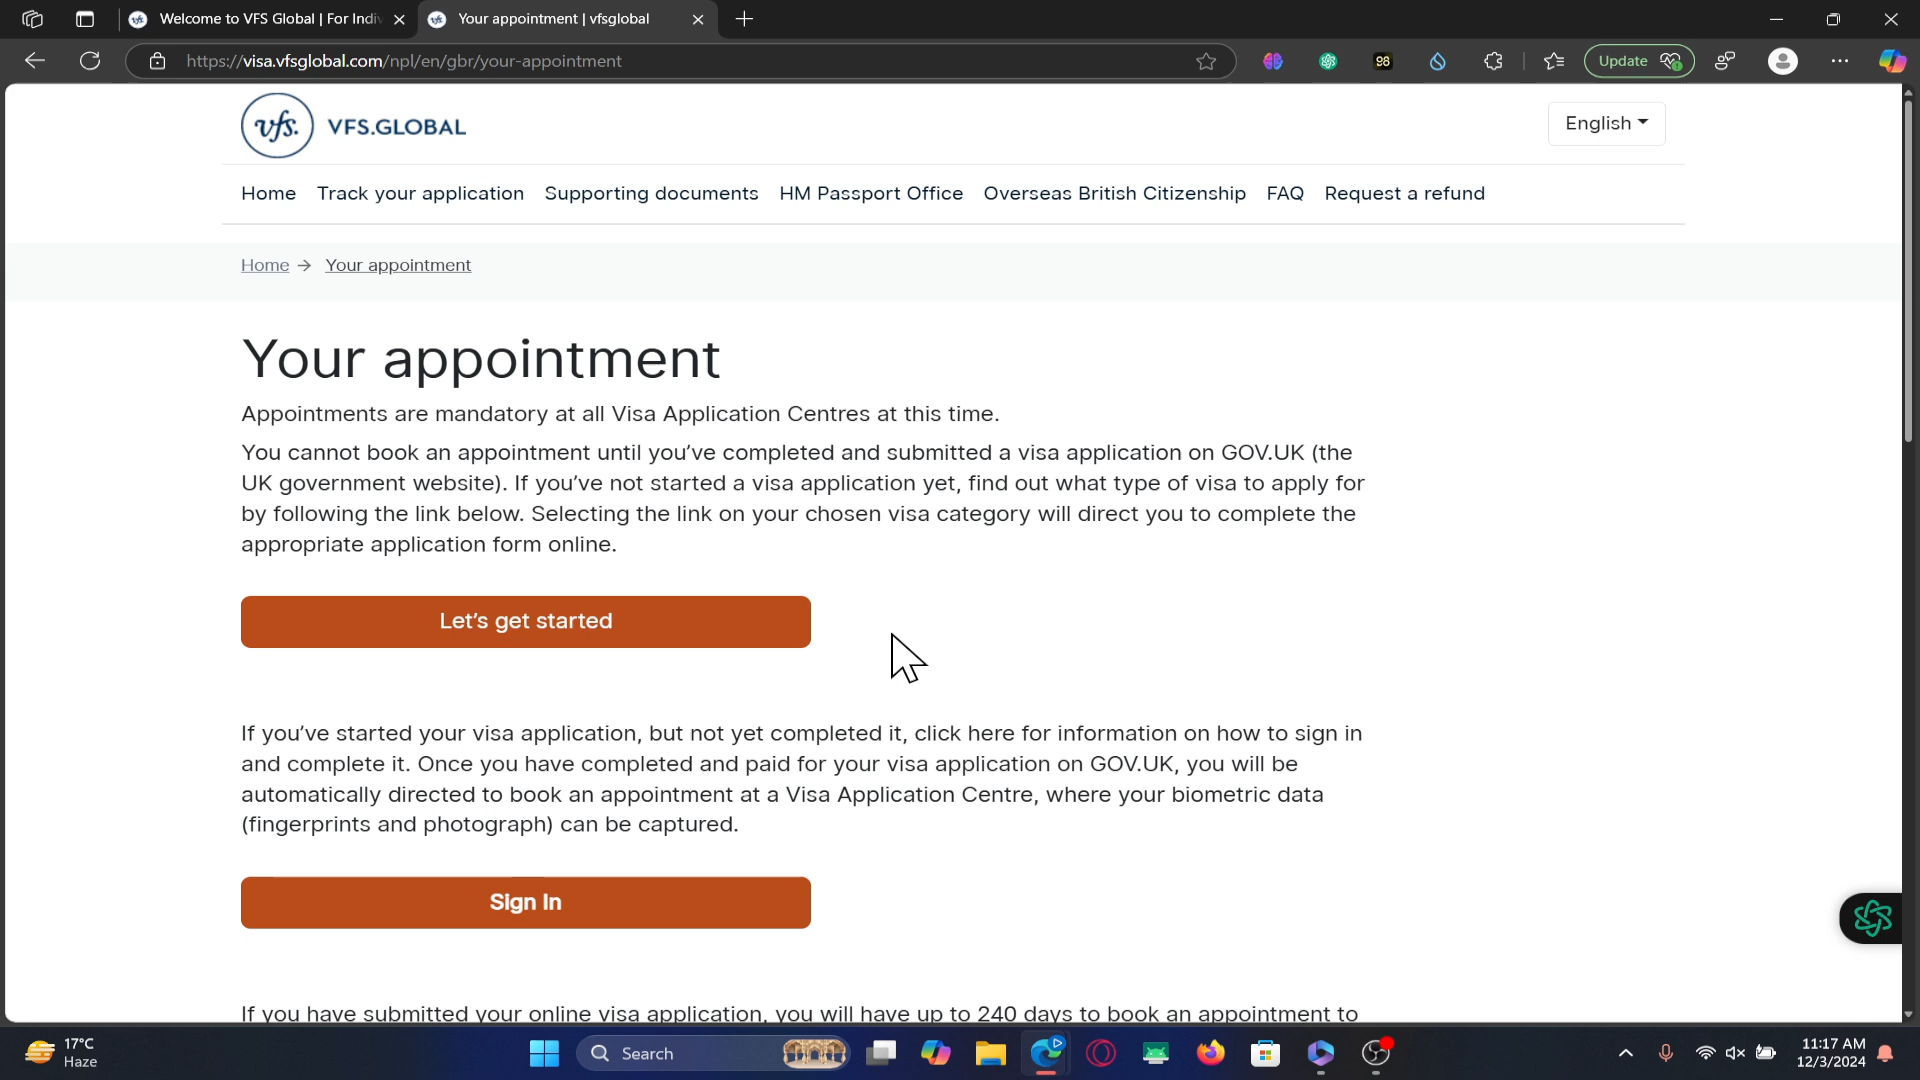 Welcome to VFS Global | For Indiv
Your appointment | vfsglobal
https://visa.vfsglobal.com/npl/en/gbr/your-appointment
98
Update
vfs.
VFS.GLOBAL
English
Home Track your application Supporting documents HM Passport Office Overseas British Citizenship FAQ Request a refund
Home → Your appointment
Your appointment
Appointments are mandatory at all Visa Application Centres at this time.
You cannot book an appointment until you’ve completed and submitted a visa application on GOV.UK (the
UK government website). If you’ve not started a visa application yet, find out what type of visa to apply for
by following the link below. Selecting the link on your chosen visa category will direct you to complete the
appropriate application form online.
Let’s get started
If you’ve started your visa application, but not yet completed it, click here for information on how to sign in
and complete it. Once you have completed and paid for your visa application on GOV.UK, you will be
automatically directed to book an appointment at a Visa Application Centre, where your biometric data
(fingerprints and photograph) can be captured.
Sign In
If you have submitted your online visa application, you will have up to 240 days to book an appointment to
17°C
Haze
Search
11:17 AM
12/3/2024